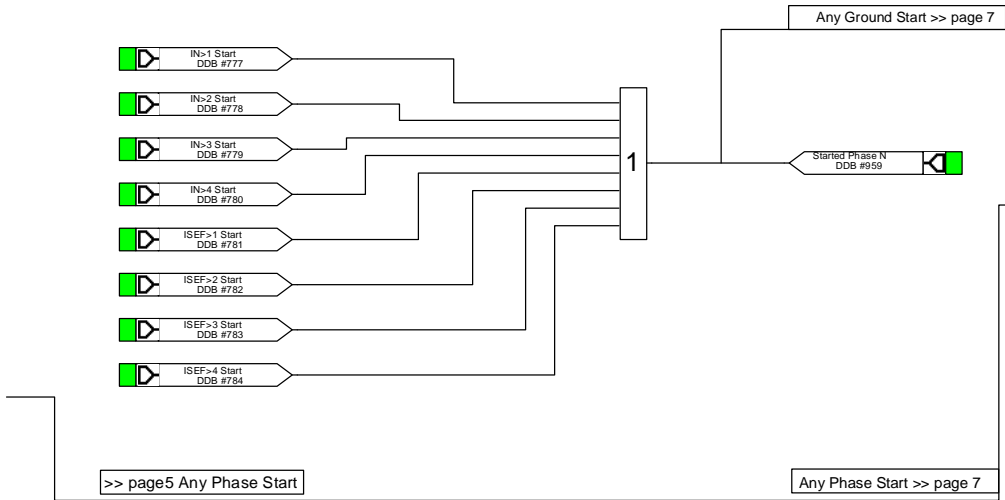 Any Ground Start >> page 7
IN>1 Start
DDB #777
IN>2 Start
DDB #778
IN>3 Start
DDB #779
IN>4 Start
DDB #780
ISEF>1 Start
DDB #781
ISEF>2 Start
DDB #782
ISEF>3 Start
DDB #783
ISEF>4 Start
DDB #784
1
Started Phase N
DDB #959
>> page5 Any Phase Start
Any Phase Start >> page 7